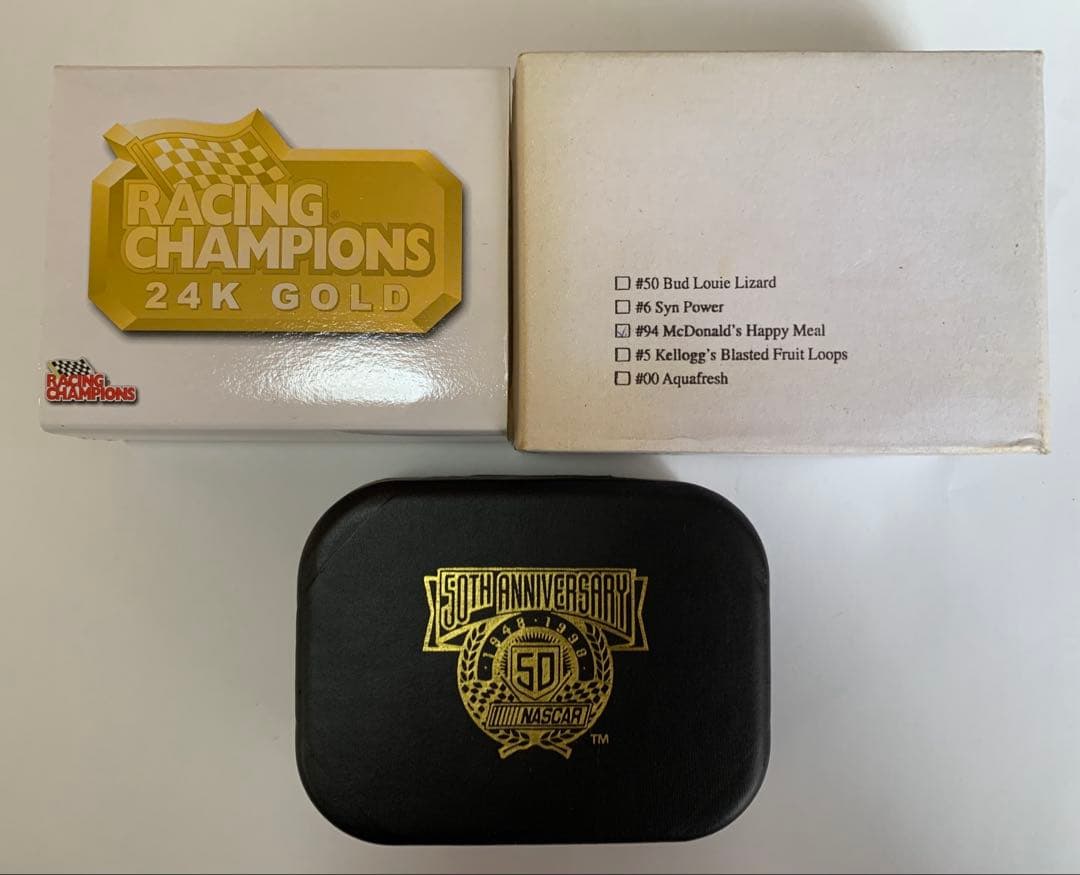 RACING
CHAMPIONS
24K GOLD
RACING
CHAMPIONS
#50 Bud Louie Lizard
#6 Syn Power
#94 McDonald's Happy Meal
#5 Kellogg's Blasted Fruit Loops
#00 Aquafresh
50TH ANNIVERSARY
1948 · 1998
50
NASCAR
TM